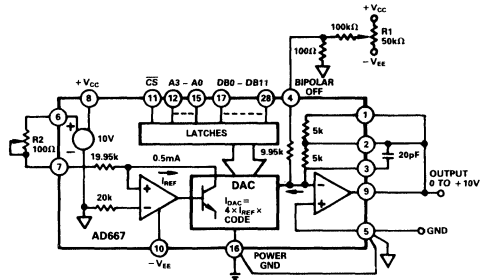 +VCC
100kΩ
R1
50kΩ
100Ω
-VEE
+VCC
CS A3 - A0 DB0 - DB11
BIPOLAR
OFF
8
11
12
15
17
28
4
6
1
10V
LATCHES
5k
R2
100Ω
9.95k
2
5k
20pF
7
19.95k
0.5mA
3
OUTPUT
0 TO +10V
IREF
DAC
9
20k
IDAC=
4 × IREF ×
CODE
AD667
5
GND
10
16
POWER
GND
-VEE